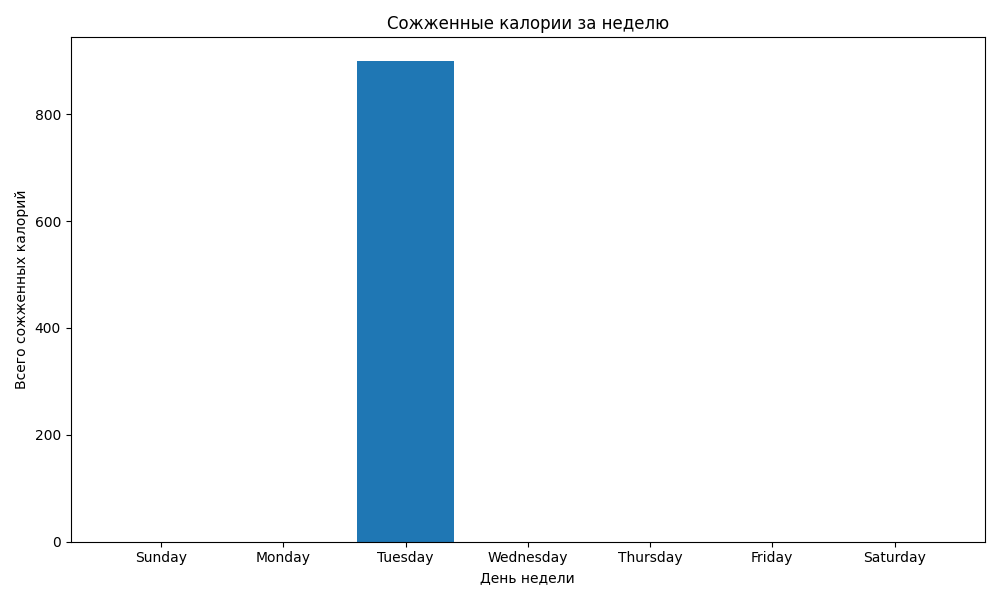 Сожженные калории за неделю
Всего сожженных калорий
800
600
400
200
0
Sunday Monday Tuesday Wednesday Thursday Friday Saturday
День недели